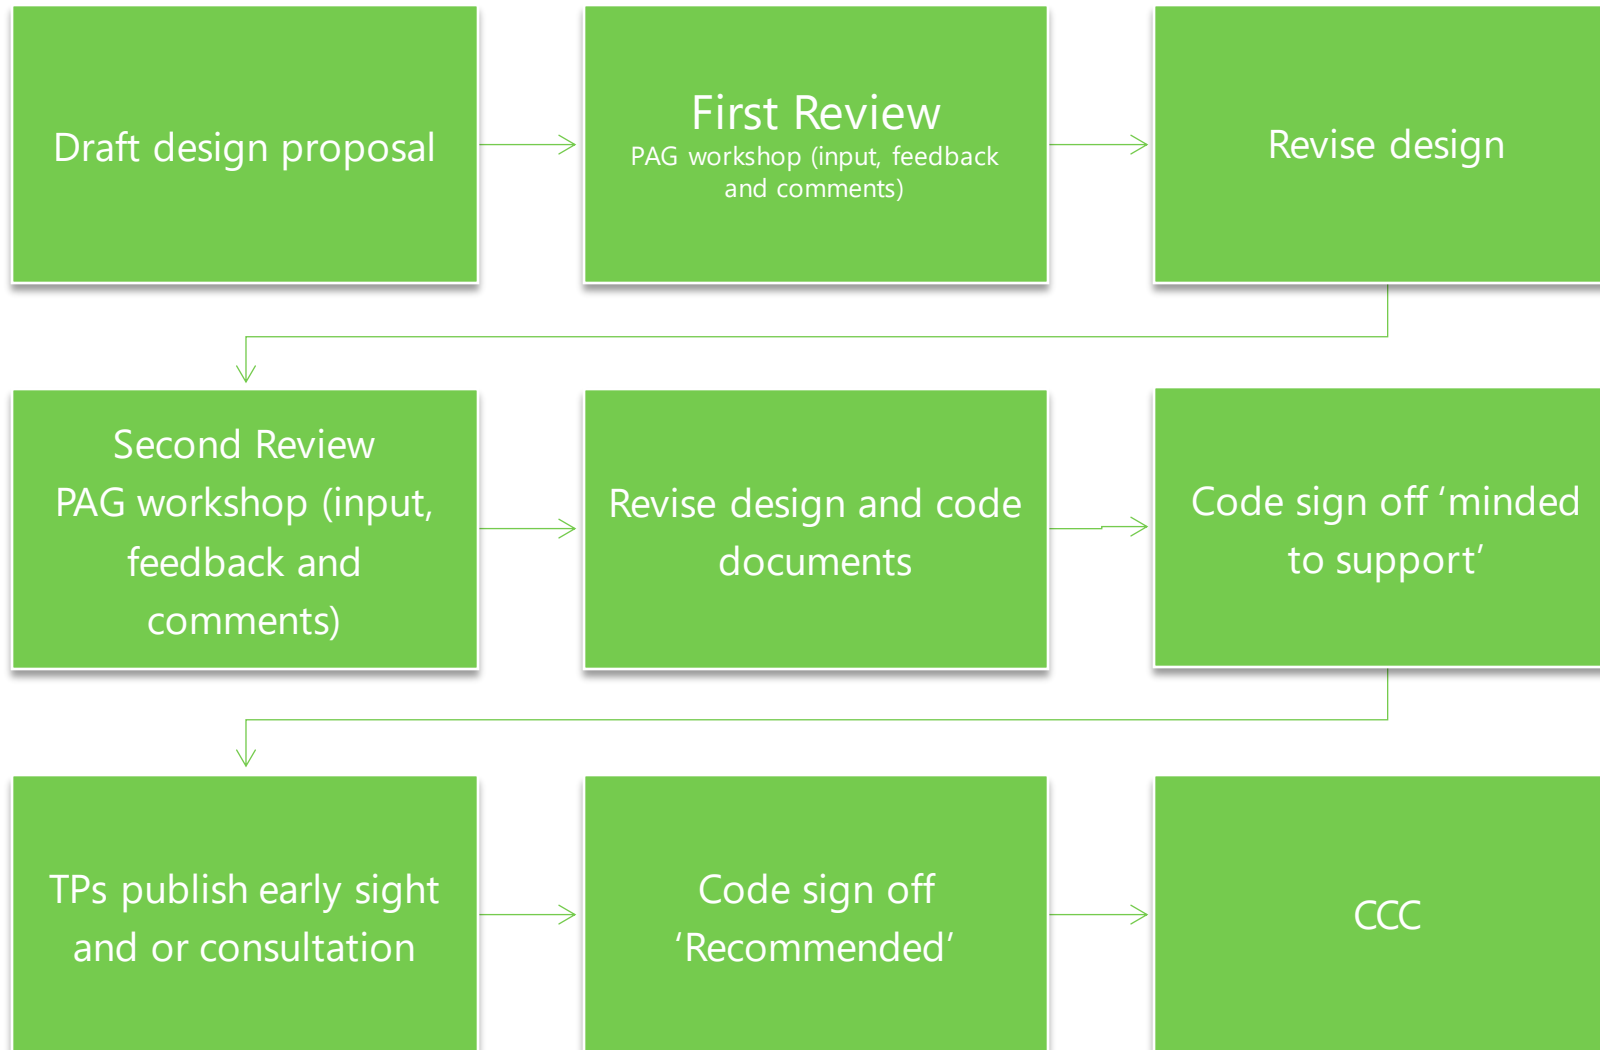 Draft design proposal
First Review
PAG workshop (input, feedback
and comments)
Revise design
Second Review
PAG workshop (input,
feedback and
comments)
Revise design and code
documents
Code sign off ‘minded
to support’
TPs publish early sight
and or consultation
Code sign off
‘Recommended’
CCC